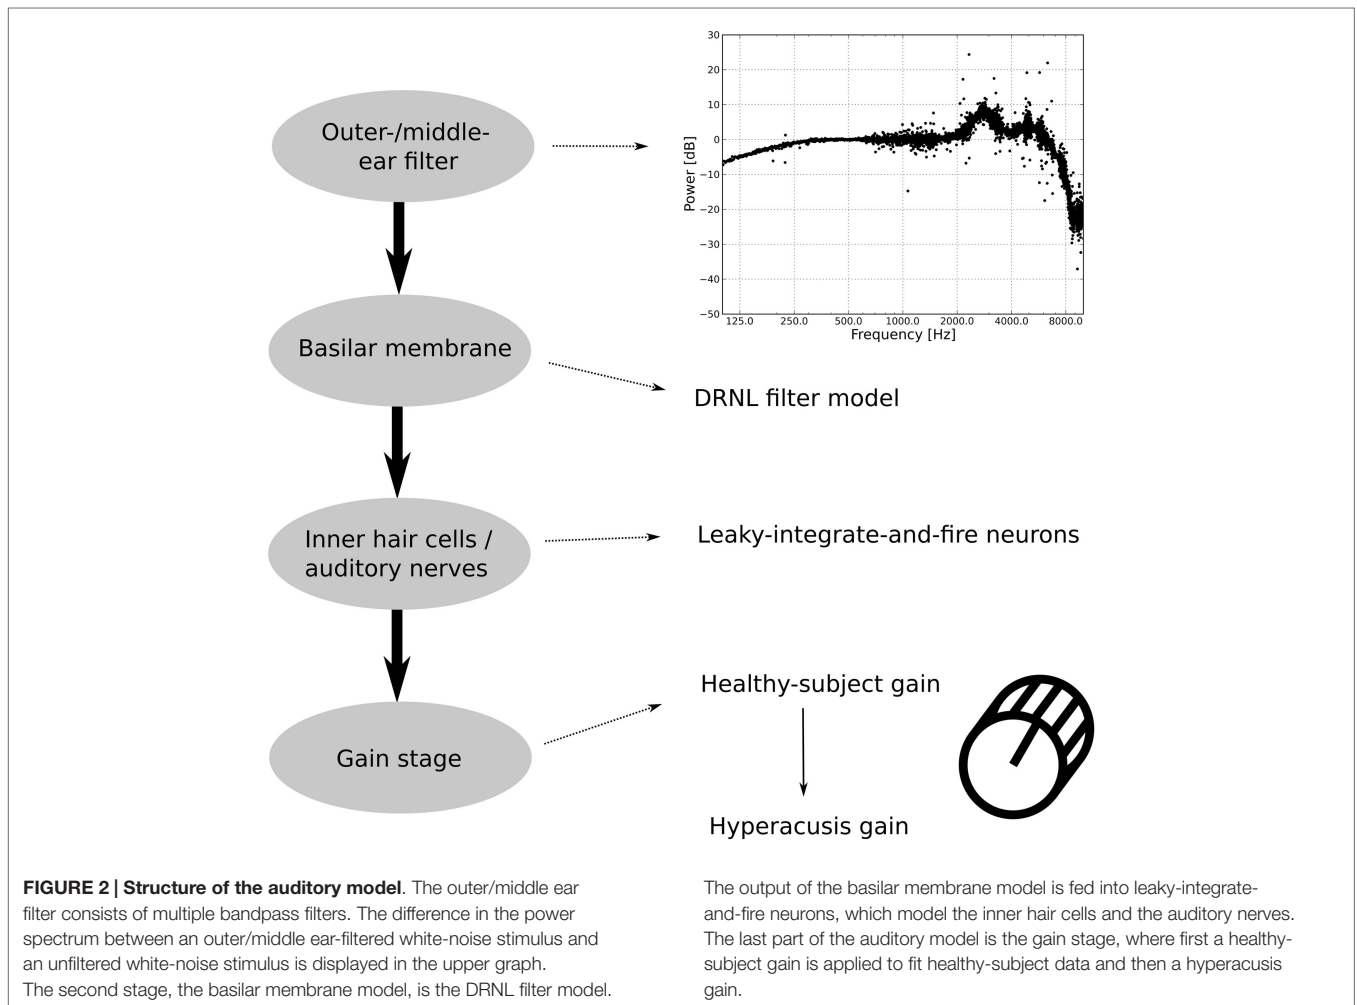 Outer-/middle-
ear filter
30
20
10
0
−10
−20
−30
−40
−50
Power [dB]
125.0 250.0 500.0 1000.0 2000.0 4000.0 8000.0
Frequency [Hz]
Basilar membrane
DRNL filter model
Inner hair cells /
auditory nerves
Leaky-integrate-and-fire neurons
Gain stage
Healthy-subject gain
Hyperacusis gain
FIGURE 2 | Structure of the auditory model. The outer/middle ear
filter consists of multiple bandpass filters. The difference in the power
spectrum between an outer/middle ear-filtered white-noise stimulus and
an unfiltered white-noise stimulus is displayed in the upper graph.
The second stage, the basilar membrane model, is the DRNL filter model.
The output of the basilar membrane model is fed into leaky-integrate-
and-fire neurons, which model the inner hair cells and the auditory nerves.
The last part of the auditory model is the gain stage, where first a healthy-
subject gain is applied to fit healthy-subject data and then a hyperacusis
gain.